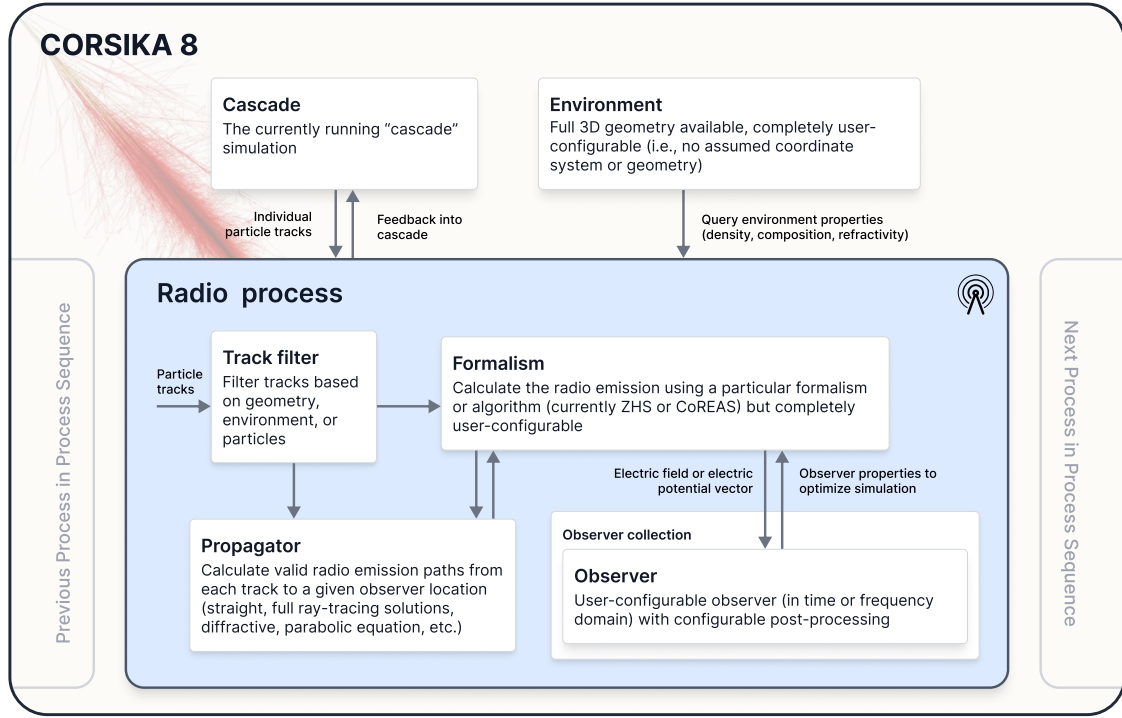 CORSIKA 8
Cascade
The currently running “cascade”
simulation
Environment
Full 3D geometry available, completely user-
configurable (i.e., no assumed coordinate
system or geometry)
Individual
particle tracks
Feedback into
cascade
Query environment properties
(density, composition, refractivity)
Previous Process in Process Sequence
Radio process
Particle
tracks
Track filter
Filter tracks based
on geometry,
environment, or
particles
Formalism
Calculate the radio emission using a particular formalism
or algorithm (currently ZHS or CoREAS) but completely
user-configurable
Electric field or electric
potential vector
Observer properties to
optimize simulation
Propagator
Calculate valid radio emission paths from
each track to a given observer location
(straight, full ray-tracing solutions,
diffractive, parabolic equation, etc.)
Observer collection
Observer
User-configurable observer (in time or frequency
domain) with configurable post-processing
Next Process in Process Sequence